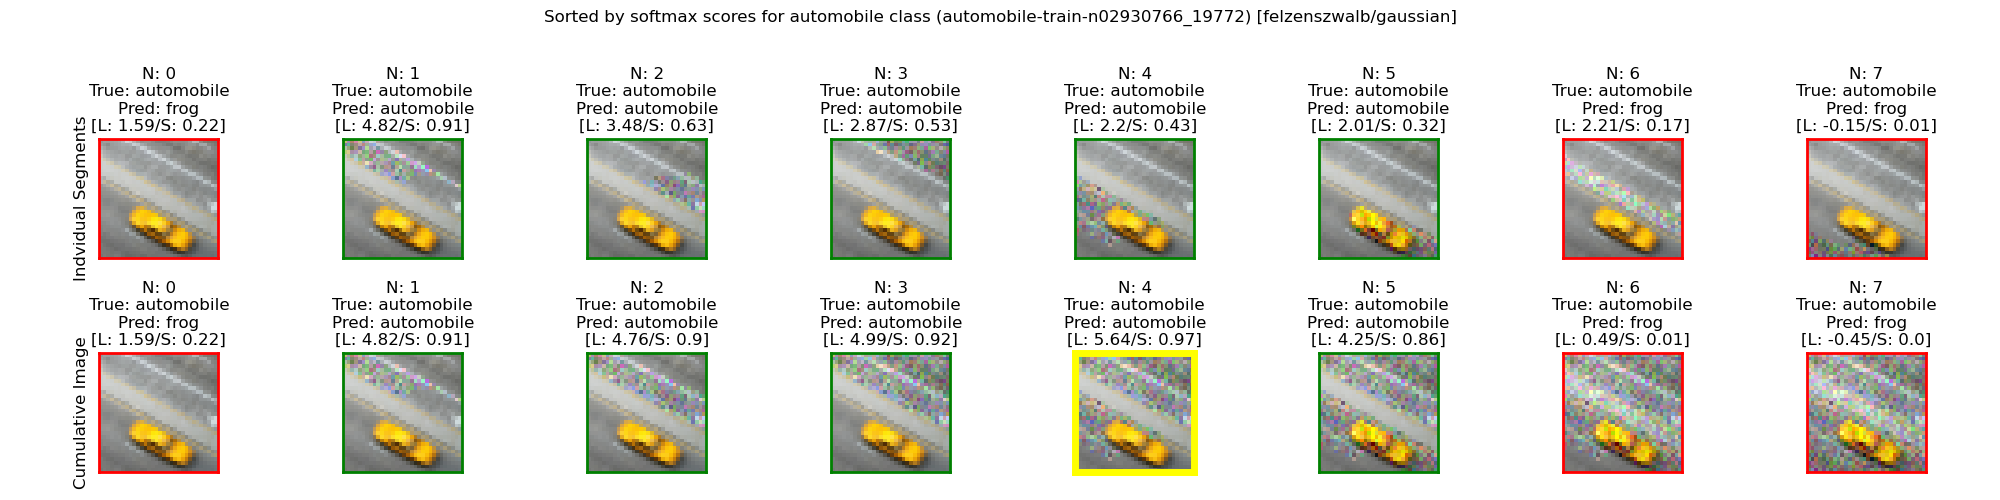 Sorted by softmax scores for automobile class (automobile-train-n02930766_19772) [felzenszwalb/gaussian]
Indvidual Segments
N: 0
True: automobile
Pred: frog
[L: 1.59/S: 0.22]
N: 1
True: automobile
Pred: automobile
[L: 4.82/S: 0.91]
N: 2
True: automobile
Pred: automobile
[L: 3.48/S: 0.63]
N: 3
True: automobile
Pred: automobile
[L: 2.87/S: 0.53]
N: 4
True: automobile
Pred: automobile
[L: 2.2/S: 0.43]
N: 5
True: automobile
Pred: automobile
[L: 2.01/S: 0.32]
N: 6
True: automobile
Pred: frog
[L: 2.21/S: 0.17]
N: 7
True: automobile
Pred: frog
[L: -0.15/S: 0.01]
Cumulative Image
N: 0
True: automobile
Pred: frog
[L: 1.59/S: 0.22]
N: 1
True: automobile
Pred: automobile
[L: 4.82/S: 0.91]
N: 2
True: automobile
Pred: automobile
[L: 4.76/S: 0.9]
N: 3
True: automobile
Pred: automobile
[L: 4.99/S: 0.92]
N: 4
True: automobile
Pred: automobile
[L: 5.64/S: 0.97]
N: 5
True: automobile
Pred: automobile
[L: 4.25/S: 0.86]
N: 6
True: automobile
Pred: frog
[L: 0.49/S: 0.01]
N: 7
True: automobile
Pred: frog
[L: -0.45/S: 0.0]